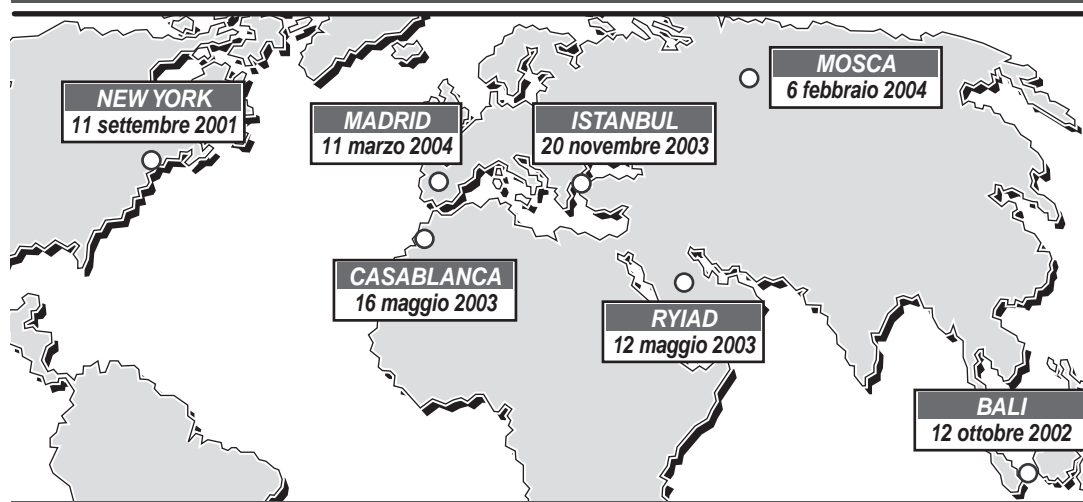 NEW YORK
11 settembre 2001
MADRID
11 marzo 2004
ISTANBUL
20 novembre 2003
MOSCA
6 febbraio 2004
CASABLANCA
16 maggio 2003
RYIAD
12 maggio 2003
BALI
12 ottobre 2002